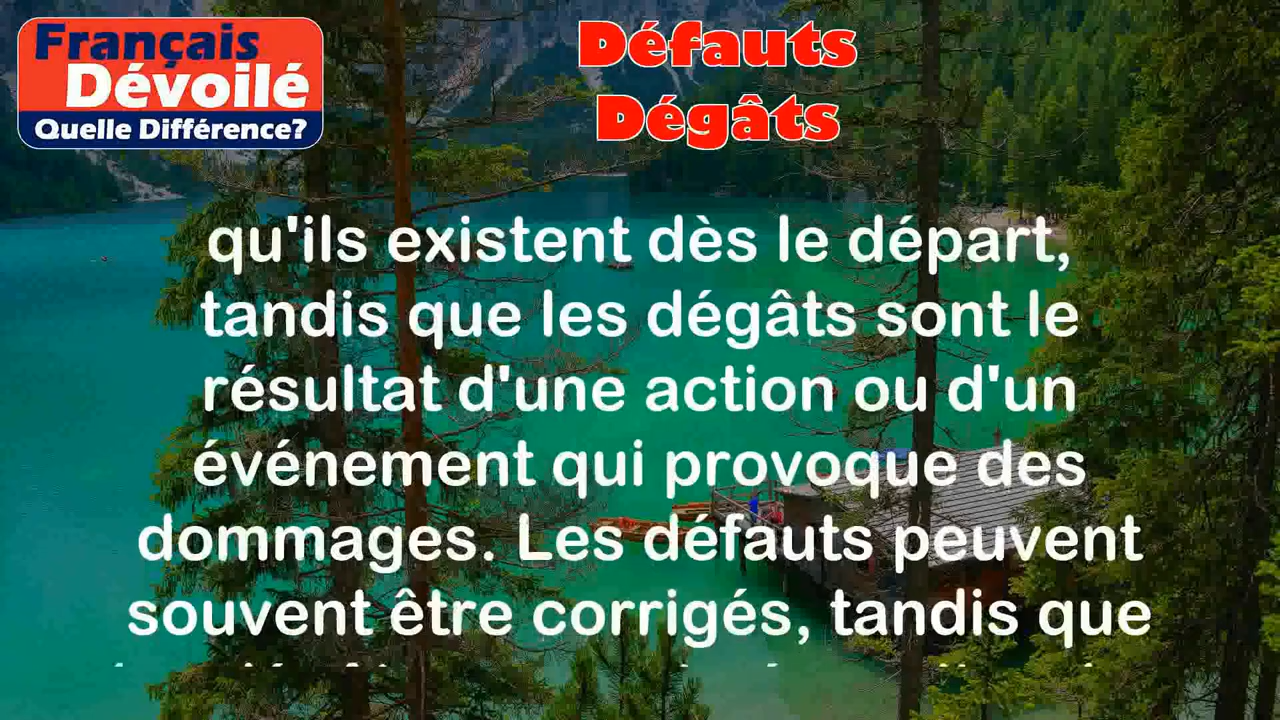 Français
Dévoilé
Quelle Différence?
Défauts
Dégâts
qu'ils existent dès le départ,
tandis que les dégâts sont le
résultat d'une action ou d'un
événement qui provoque des
dommages. Les défauts peuvent
souvent être corrigés, tandis que